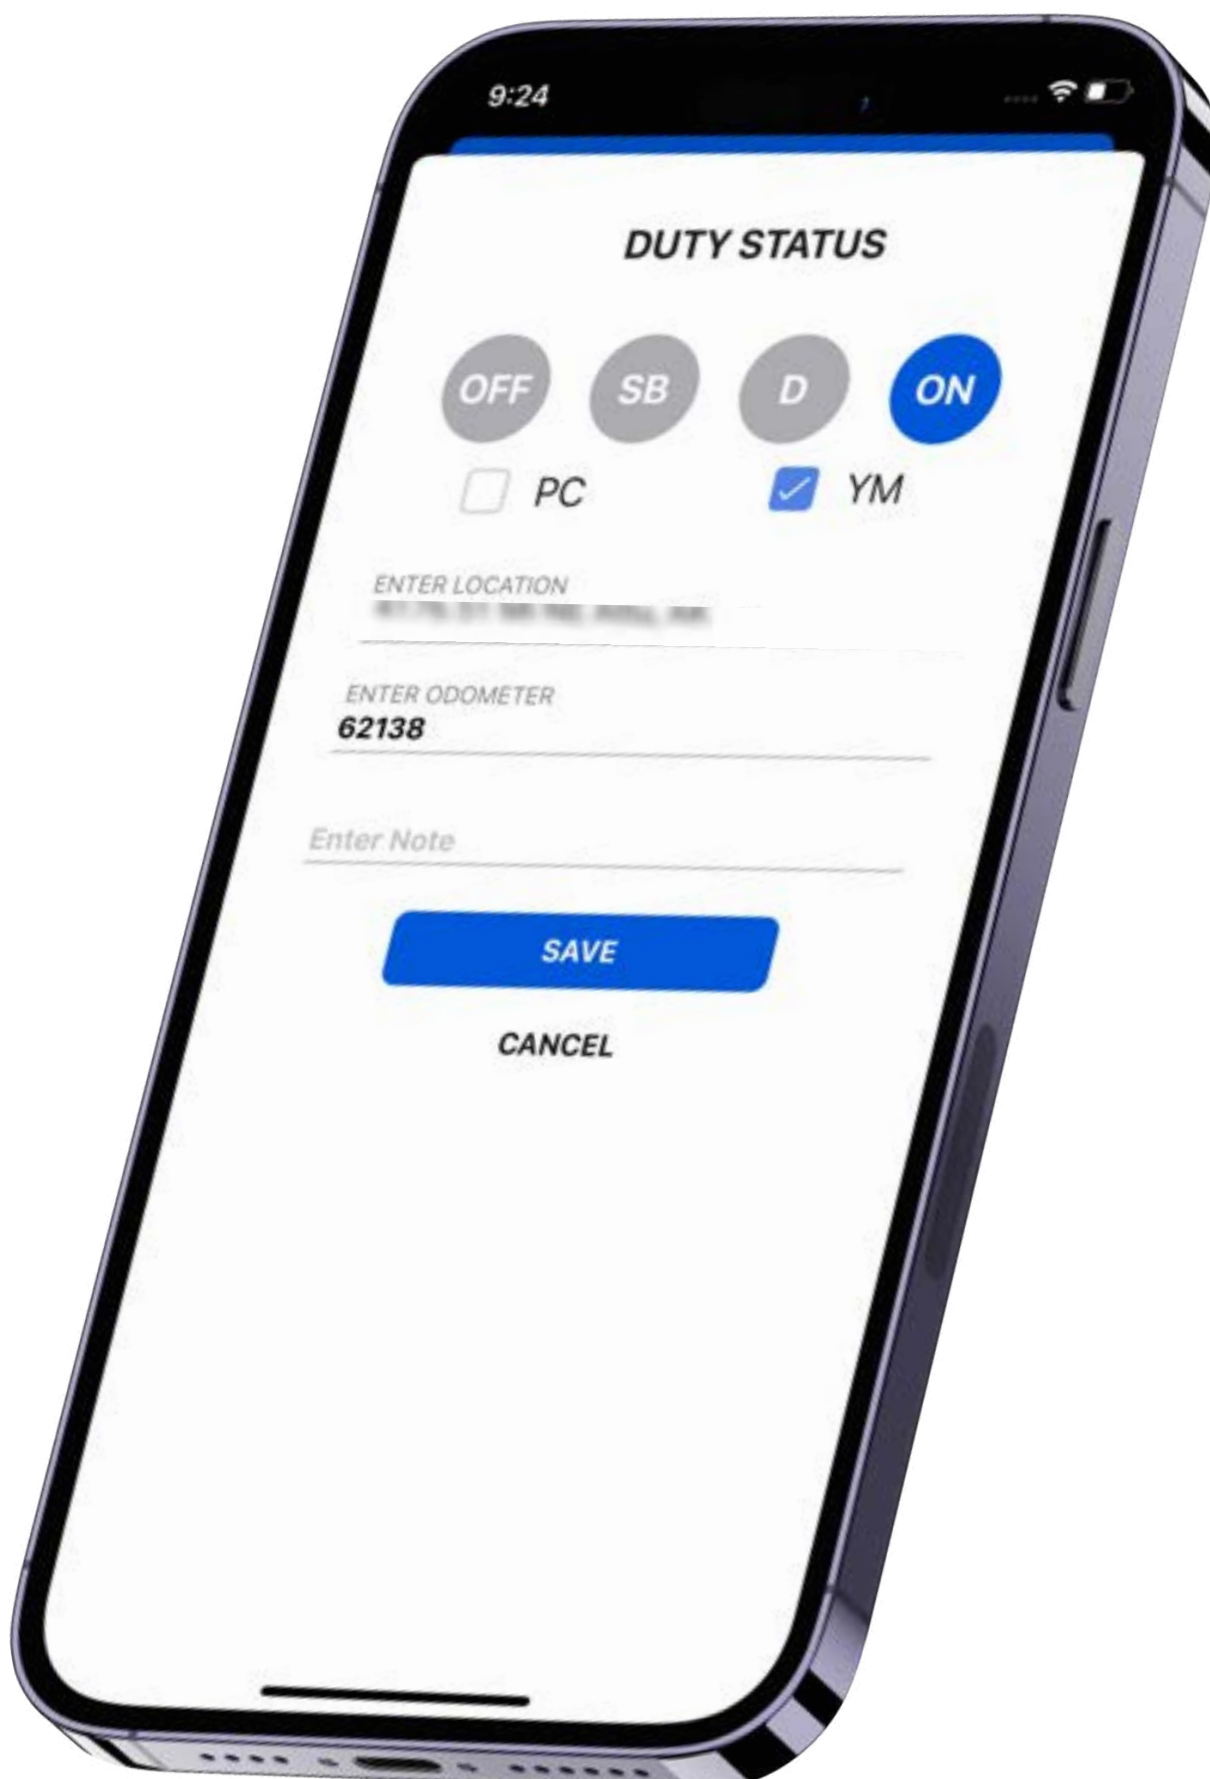 9:24
DUTY STATUS
OFF SB D ON
PC YM
ENTER LOCATION
ENTER ODOMETER
62138
Enter Note
SAVE
CANCEL